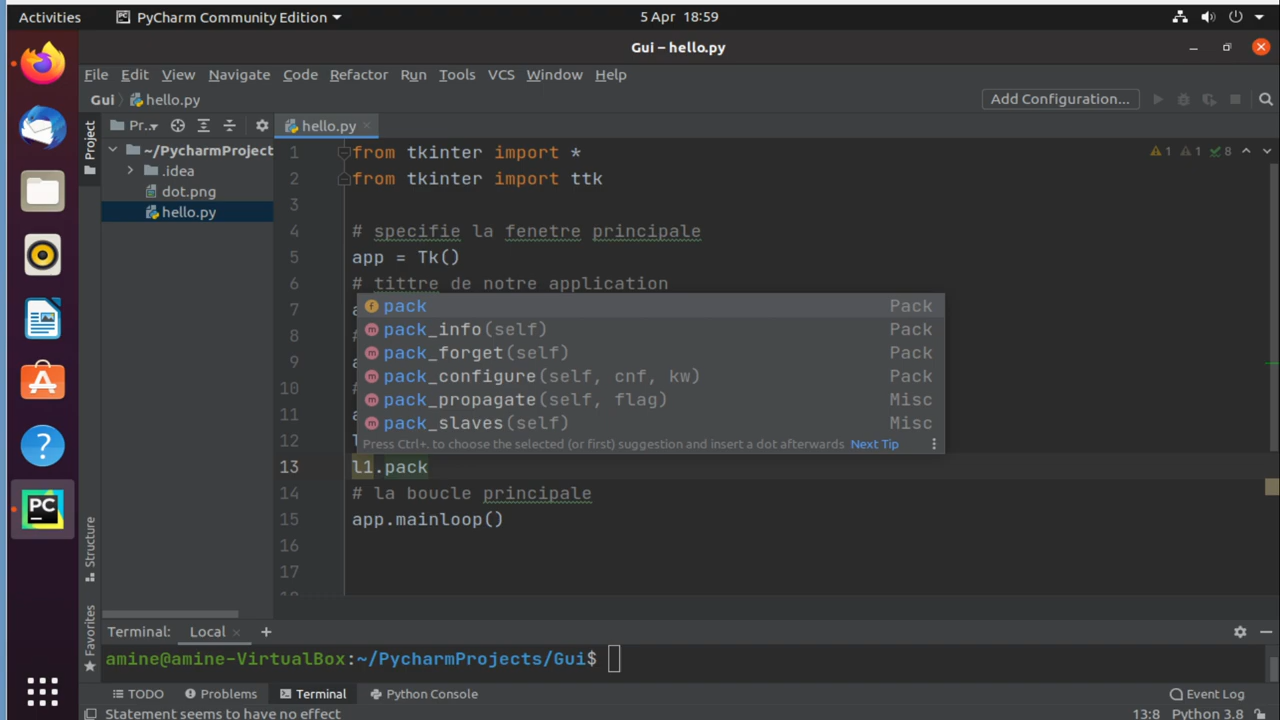 Activities PyCharm Community Edition 5 Apr 18:59
Gui – hello.py
File Edit View Navigate Code Refactor Run Tools VCS Window Help
Gui hello.py Add Configuration...
Project Pr.. hello.py
~/PycharmProject
.idea
dot.png
hello.py
1 from tkinter import * 1 1 8
2 from tkinter import ttk
3
4 # specifie la fenetre principale
5 app = Tk()
6 # tittre de notre application
7 a
8 #
9 a
10 #
11 a
12 l
pack Pack
pack_info(self) Pack
pack_forget(self) Pack
pack_configure(self, cnf, kw) Pack
pack_propagate(self, flag) Misc
pack_slaves(self) Misc
Press Ctrl+. to choose the selected (or first) suggestion and insert a dot afterwards Next Tip
13 l1.pack
14 # la boucle principale
15 app.mainloop()
16
17
Structure
Favorites
Terminal: Local
amine@amine-VirtualBox:~/PycharmProjects/Gui$
TODO Problems Terminal Python Console Event Log
Statement seems to have no effect 13:8 Python 3.8